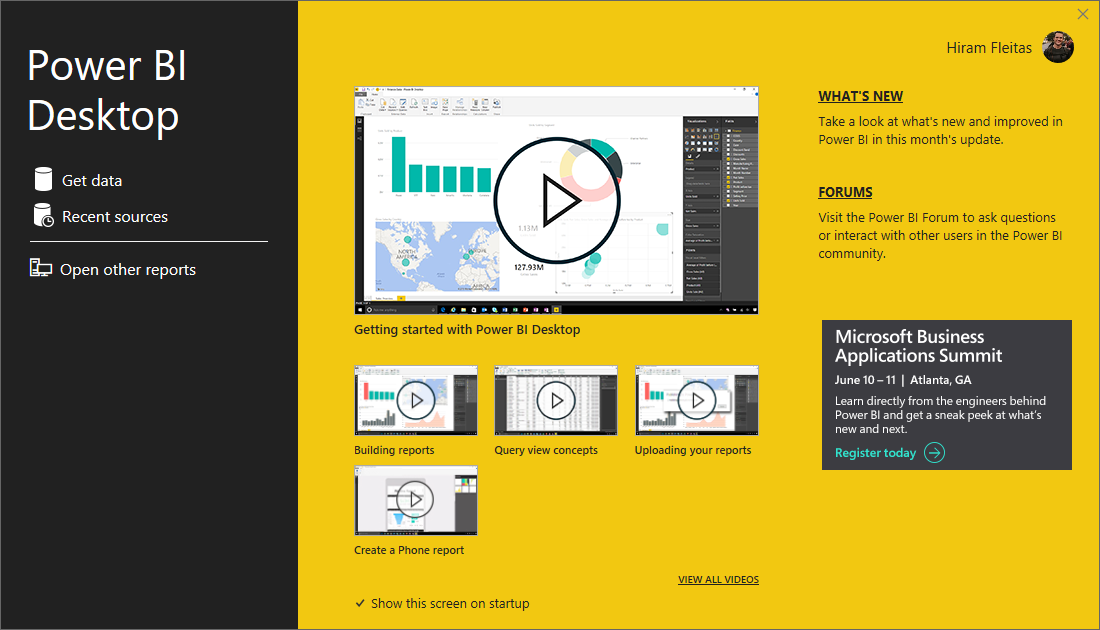 Power BI
Desktop
Get data
Recent sources
Open other reports
Hiram Fleitas
127.93M
Getting started with Power BI Desktop
Building reports
Query view concepts
Uploading your reports
Create a Phone report
VIEW ALL VIDEOS
Show this screen on startup
WHAT'S NEW
Take a look at what's new and improved in
Power BI in this month's update.
FORUMS
Visit the Power BI Forum to ask questions
or interact with other users in the Power BI
community.
Microsoft Business
Applications Summit
June 10 – 11 | Atlanta, GA
Learn directly from the engineers behind
Power BI and get a sneak peek at what's
new and next.
Register today